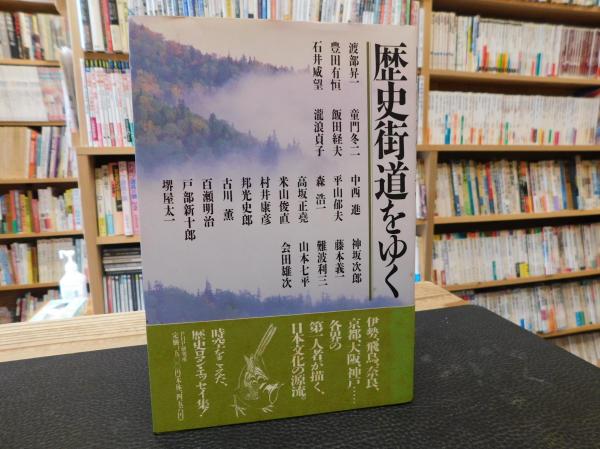 歴史街道をゆく
渡部昇一
豊田有恒
石井威望
童門冬二
飯田経夫
瀧浪貞子
中西 進
平山郁夫
森 浩一
高坂正堯
米山俊直
村井康彦
邦光史郎
古川 薫
百瀬明治
戸部新十郎
堺屋太一
神坂次郎
藤本義一
難波利三
山本七平
会田雄次
伊勢、飛鳥、奈良、
京都、大阪、神戸……
各界の
第一人者が描く、
日本文化の源流。
時空をこえた、
歴史ロマンエッセイ集!
PHP研究所